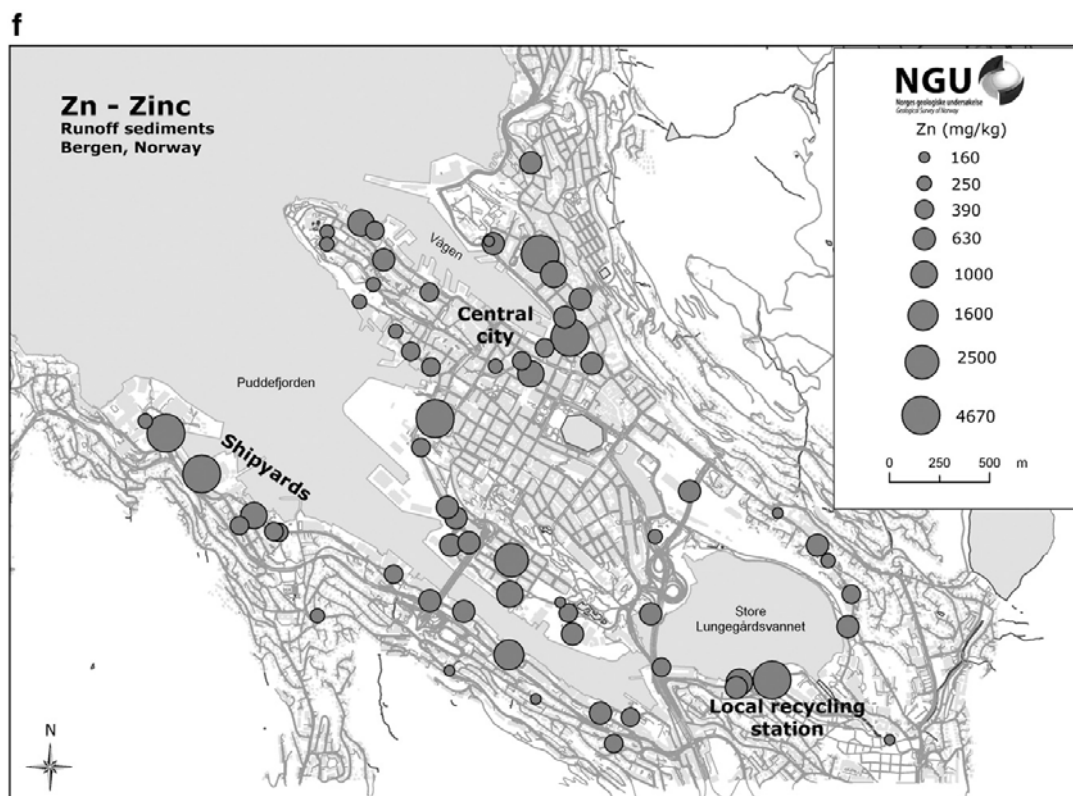 f
Zn - Zinc
Runoff sediments
Bergen, Norway
NGU
Norges geologiske undersøkelse
Geological Survey of Norway
Zn (mg/kg)
160
250
390
630
1000
1600
2500
4670
0 250 500 m
Vågen
Central
city
Puddefjorden
Shipyards
Store
Lungegårdsvannet
Local recycling
station
N